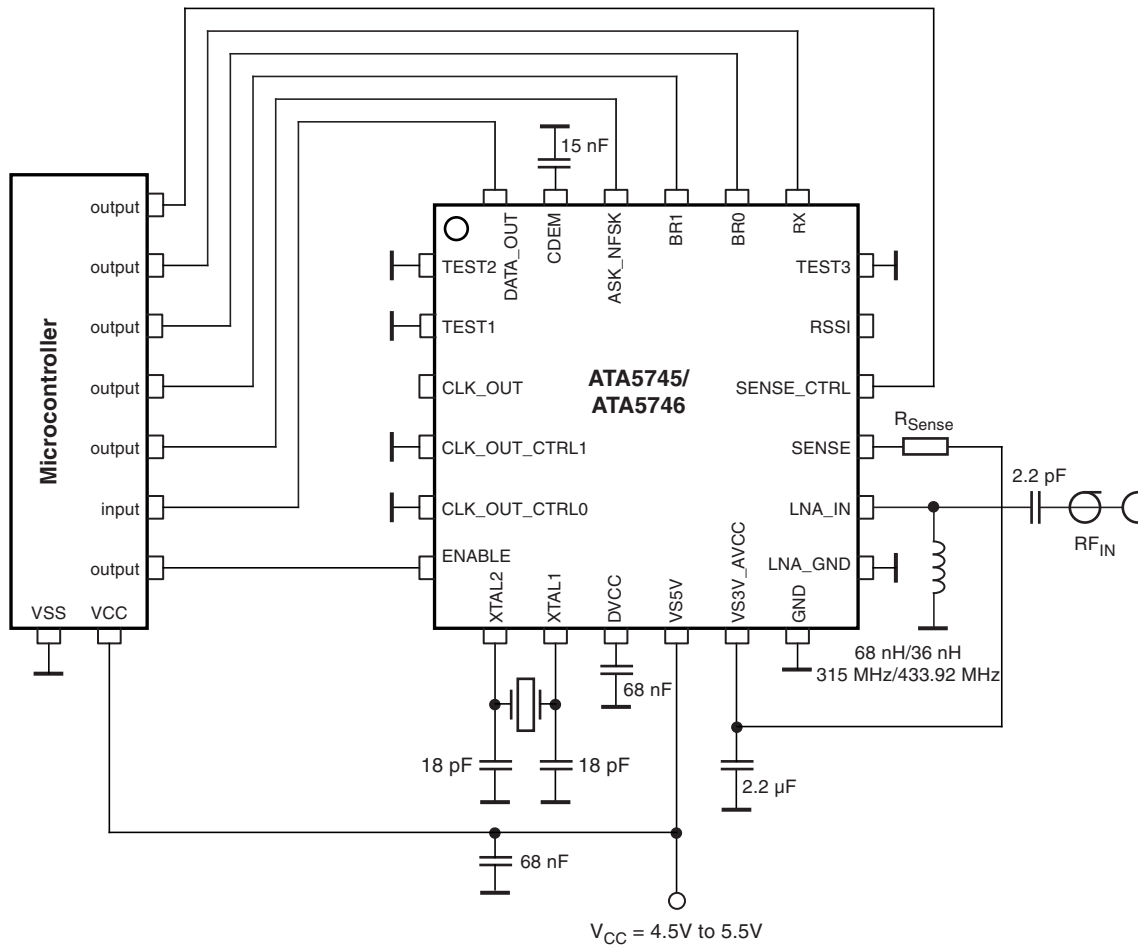 15 nF
Microcontroller
output
output
output
output
output
input
output
VSS
VCC
DATA_OUT
CDEM
ASK_NFSK
BR1
BR0
RX
TEST2
TEST1
CLK_OUT
CLK_OUT_CTRL1
CLK_OUT_CTRL0
ENABLE
ATA5745/
ATA5746
TEST3
RSSI
SENSE_CTRL
SENSE
LNA_IN
LNA_GND
XTAL2
XTAL1
DVCC
VS5V
VS3V_AVCC
GND
RSense
2.2 pF
RFIN
68 nH/36 nH
315 MHz/433.92 MHz
68 nF
18 pF
18 pF
2.2 µF
68 nF
VCC = 4.5V to 5.5V